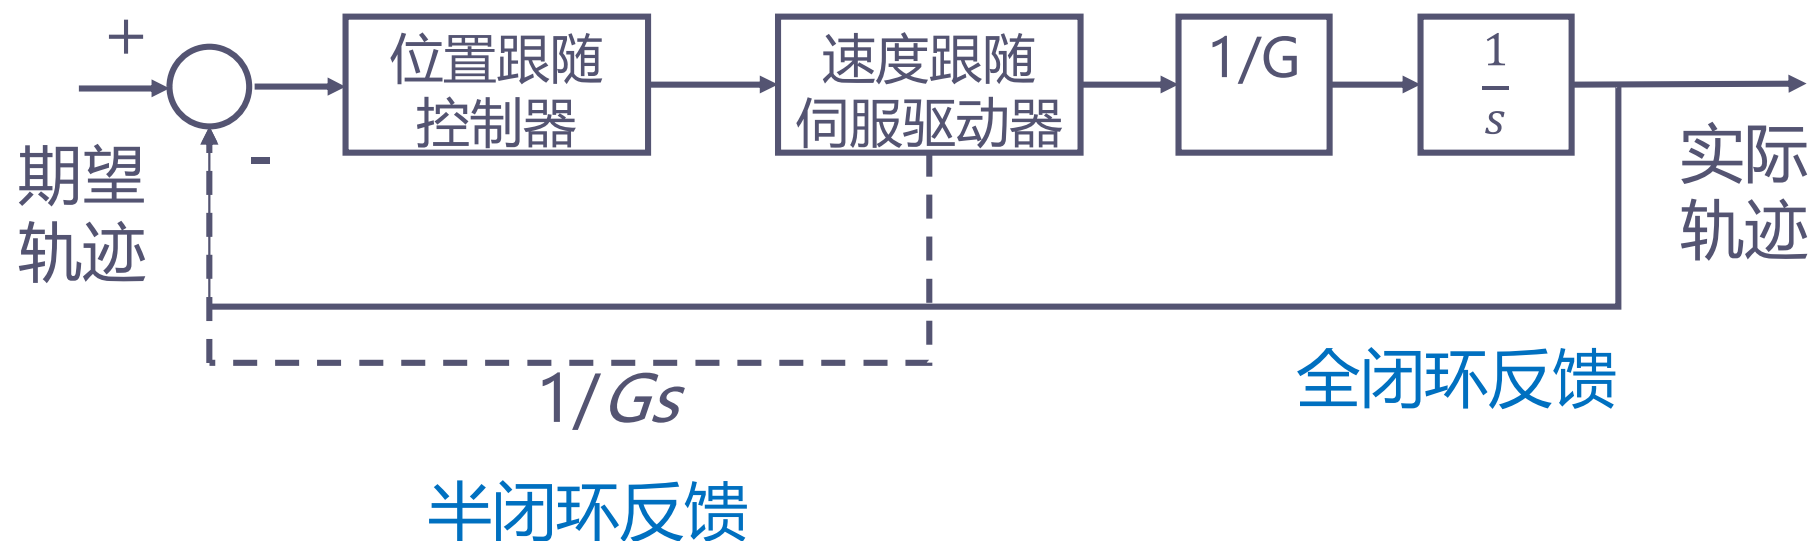 +
期望
轨迹
-
位置跟随
控制器
速度跟随
伺服驱动器
1/G
1
s
实际
轨迹
1/Gs
全闭环反馈
半闭环反馈